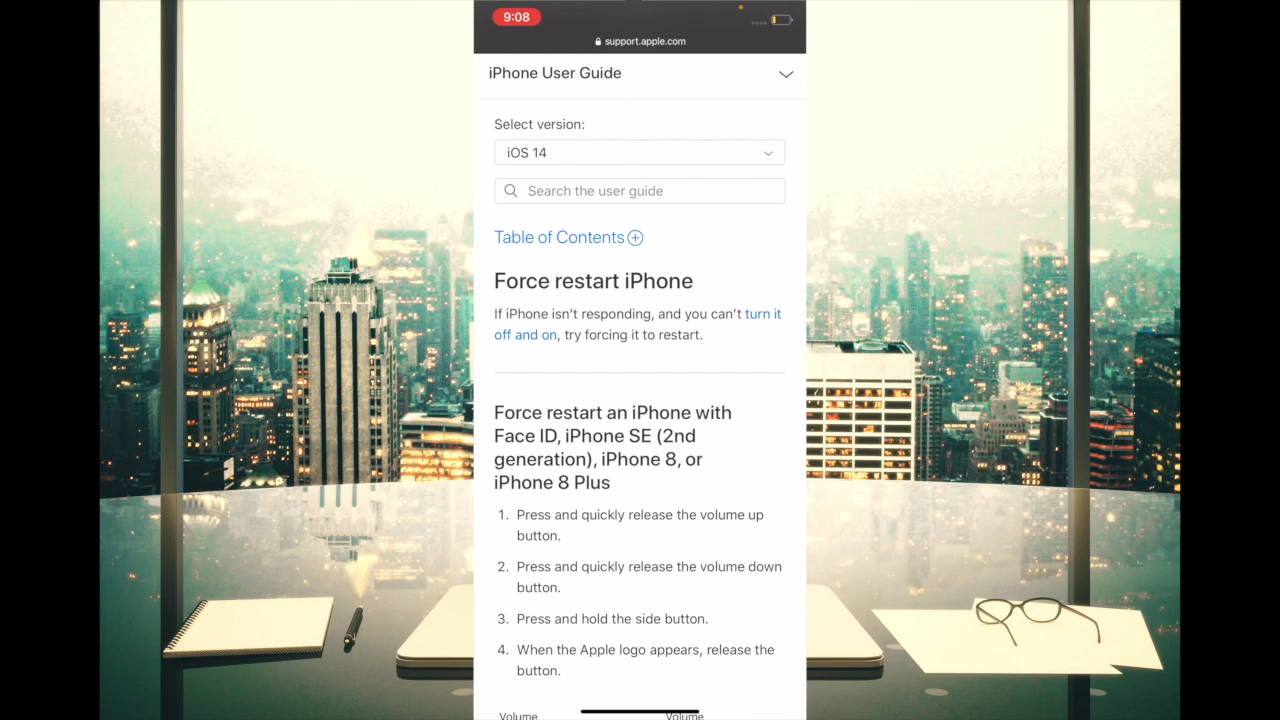 9:08
support.apple.com
iPhone User Guide
Select version:
iOS 14
Search the user guide
Table of Contents
Force restart iPhone
If iPhone isn't responding, and you can't turn it
off and on, try forcing it to restart.
Force restart an iPhone with
Face ID, iPhone SE (2nd
generation), iPhone 8, or
iPhone 8 Plus
1. Press and quickly release the volume up
button.
2. Press and quickly release the volume down
button.
3. Press and hold the side button.
4. When the Apple logo appears, release the
button.
Volume Volume